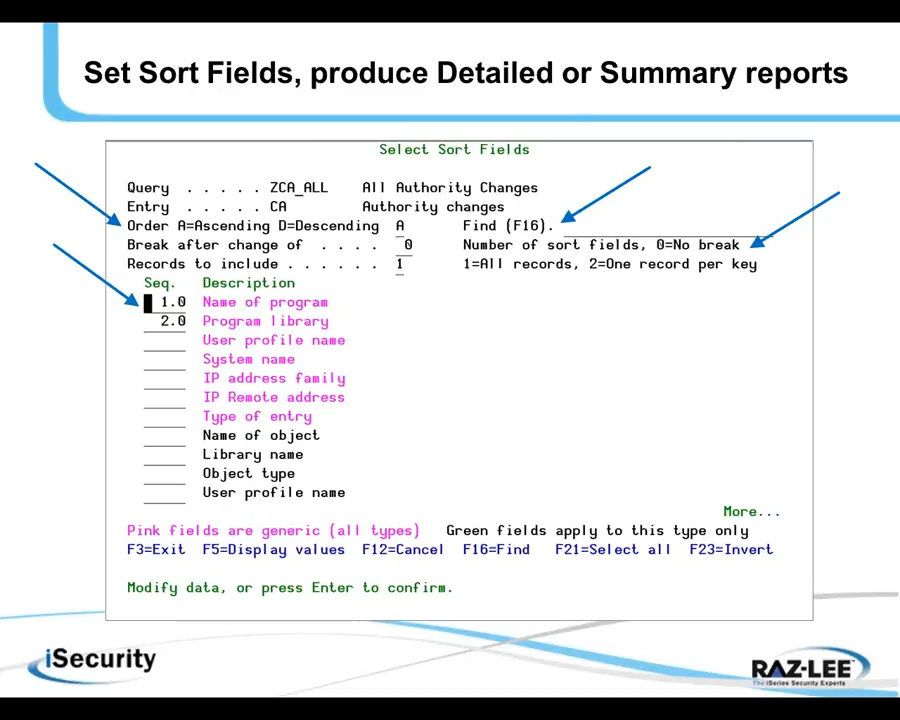 Set Sort Fields, produce Detailed or Summary reports
Select Sort Fields
Query . . . . . ZCA_ALL All Authority Changes
Entry . . . . . CA Authority changes
Order A=Ascending D=Descending A Find (F16).
Break after change of . . . . 0 Number of sort fields, 0=No break
Records to include . . . . . . 1 1=All records, 2=One record per key
Seq. Description
1.0 Name of program
2.0 Program library
User profile name
System name
IP address family
IP Remote address
Type of entry
Name of object
Library name
Object type
User profile name
More...
Pink fields are generic (all types) Green fields apply to this type only
F3=Exit F5=Display values F12=Cancel F16=Find F21=Select all F23=Invert
Modify data, or press Enter to confirm.
iSecurity
RAZ-LEE
The iSeries Security Experts